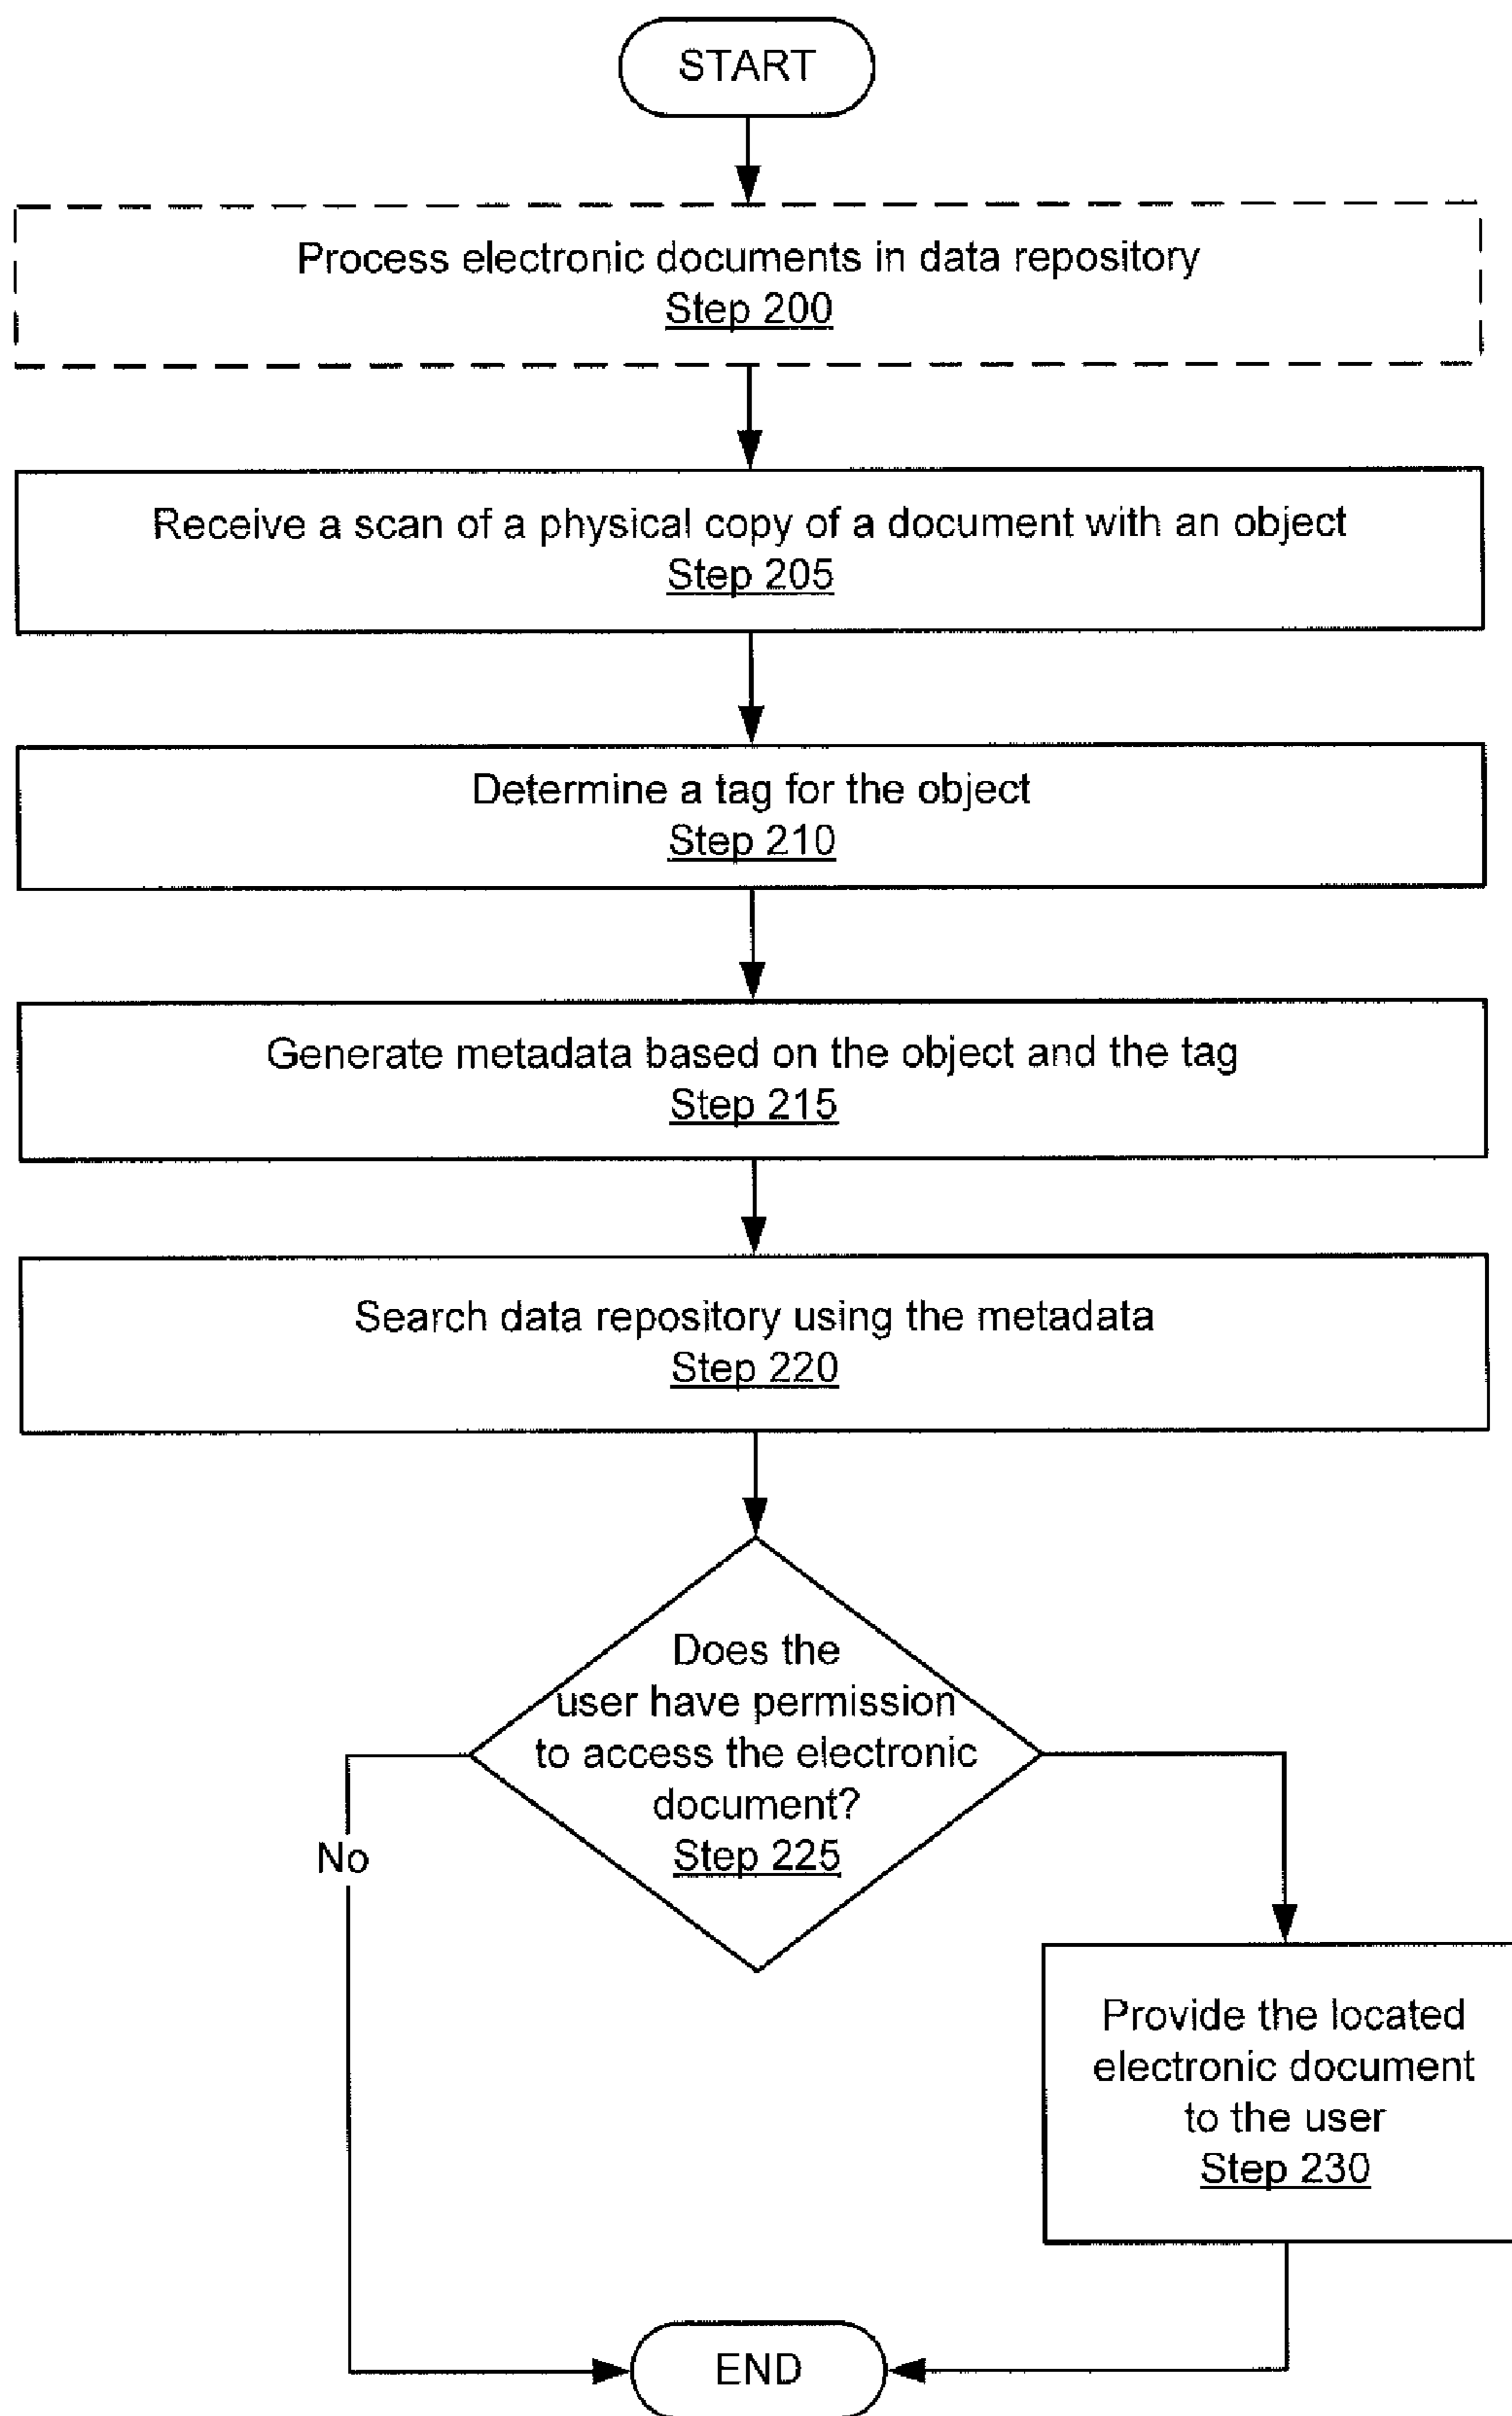 START
Process electronic documents in data repository
Step 200
Receive a scan of a physical copy of a document with an object
Step 205
Determine a tag for the object
Step 210
Generate metadata based on the object and the tag
Step 215
Search data repository using the metadata
Step 220
Does the
user have permission
to access the electronic
document?
Step 225
No
Provide the located
electronic document
to the user
Step 230
END